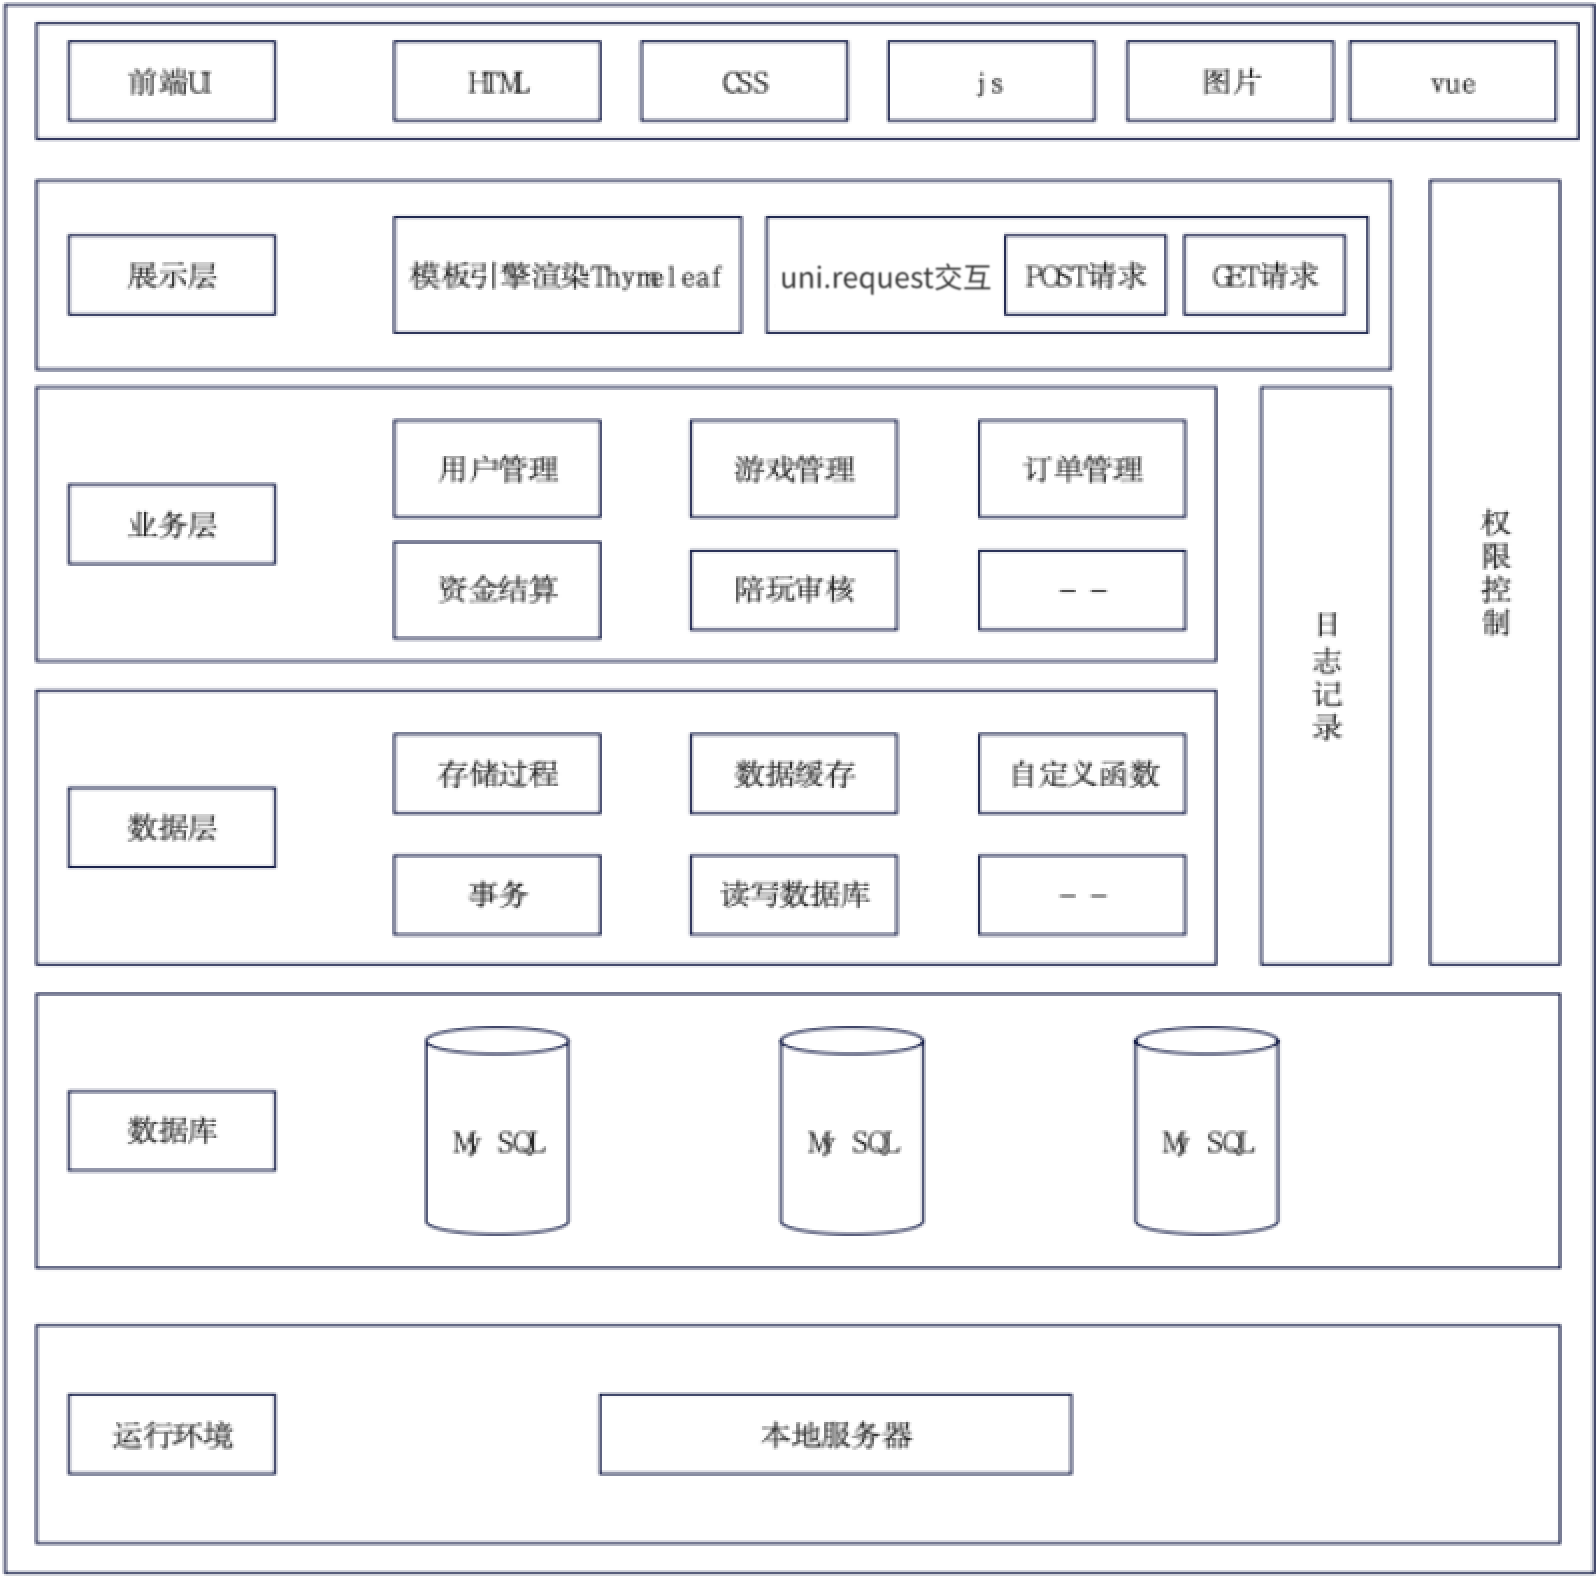 前端UI
HTML
CSS
js
图片
vue
展示层
模板引擎渲染Thymeleaf
uni.request交互
POST请求
GET请求
业务层
用户管理
游戏管理
订单管理
资金结算
陪玩审核
--
数据层
存储过程
数据缓存
自定义函数
事务
读写数据库
--
日志记录
权限控制
数据库
My SQL
My SQL
My SQL
运行环境
本地服务器